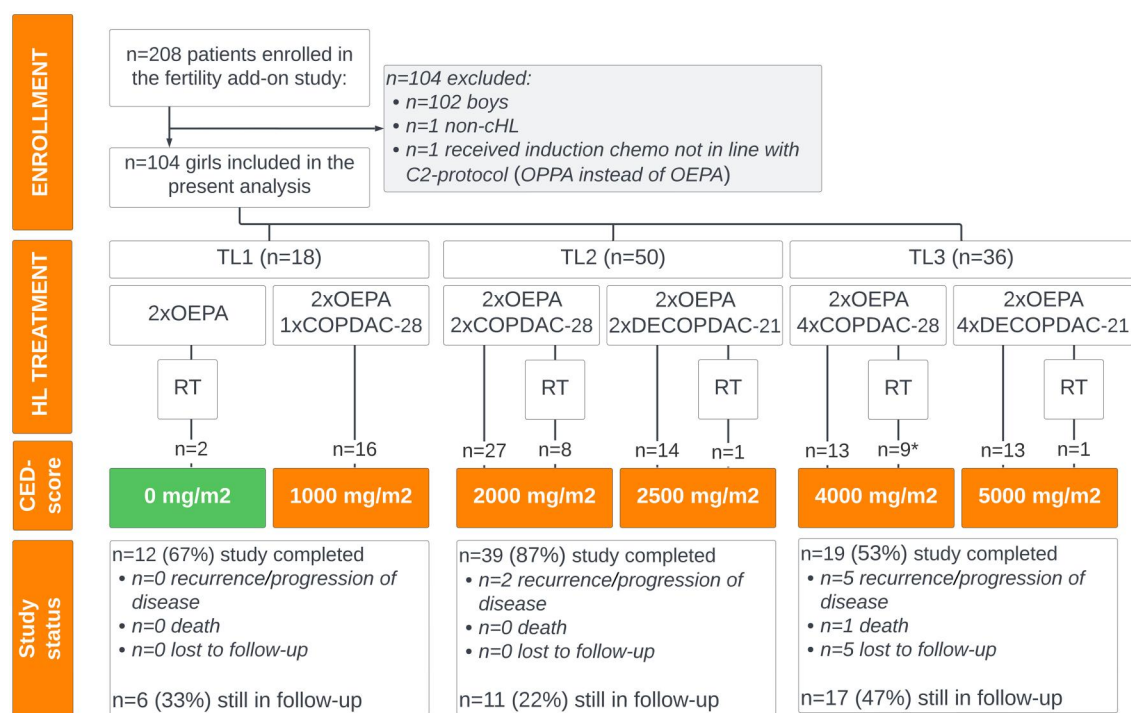 ENROLLMENT
n=208 patients enrolled in
the fertility add-on study:
n=104 excluded:
• n=102 boys
• n=1 non-cHL
• n=1 received induction chemo not in line with
C2-protocol (OPPA instead of OEPA)
n=104 girls included in the
present analysis
HL TREATMENT
TL1 (n=18)
TL2 (n=50)
TL3 (n=36)
2xOEPA
2xOEPA
1xCOPDAC-28
2xOEPA
2xCOPDAC-28
2xOEPA
2xDECOPDAC-21
2xOEPA
4xCOPDAC-28
2xOEPA
4xDECOPDAC-21
RT
RT
RT
RT
RT
n=2
n=16
n=27
n=8
n=14
n=1
n=13
n=9*
n=13
n=1
CED-
score
0 mg/m2
1000 mg/m2
2000 mg/m2
2500 mg/m2
4000 mg/m2
5000 mg/m2
Study
status
n=12 (67%) study completed
• n=0 recurrence/progression of
disease
• n=0 death
• n=0 lost to follow-up
n=6 (33%) still in follow-up
n=39 (87%) study completed
• n=2 recurrence/progression of
disease
• n=0 death
• n=0 lost to follow-up
n=11 (22%) still in follow-up
n=19 (53%) study completed
• n=5 recurrence/progression of
disease
• n=1 death
• n=5 lost to follow-up
n=17 (47%) still in follow-up